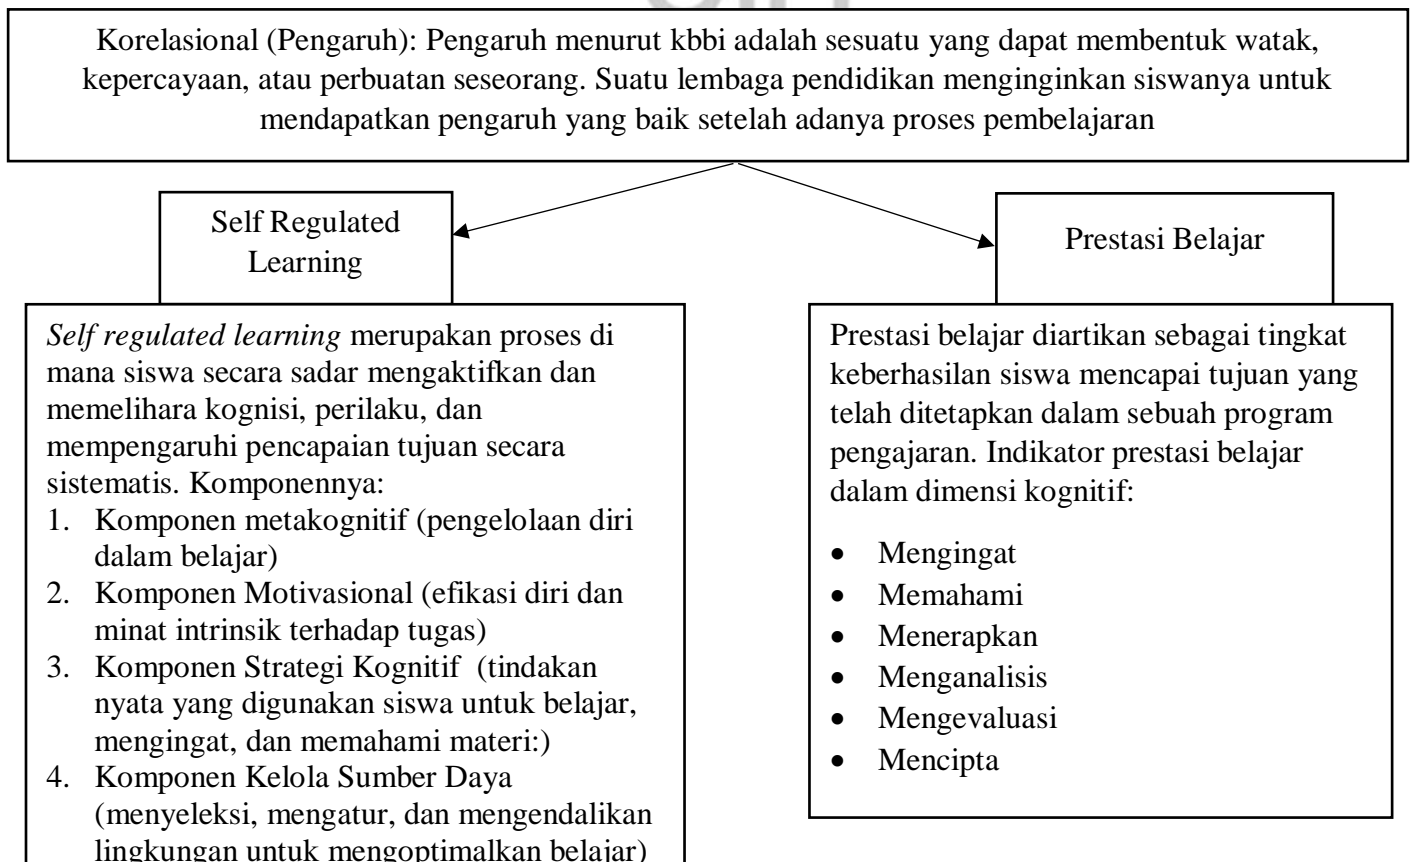 Korelasional (Pengaruh): Pengaruh menurut kbbi adalah sesuatu yang dapat membentuk watak,
kepercayaan, atau perbuatan seseorang. Suatu lembaga pendidikan menginginkan siswanya untuk
mendapatkan pengaruh yang baik setelah adanya proses pembelajaran
Self Regulated
Learning
Self regulated learning merupakan proses di
mana siswa secara sadar mengaktifkan dan
memelihara kognisi, perilaku, dan
mempengaruhi pencapaian tujuan secara
sistematis. Komponennya:
1. Komponen metakognitif (pengelolaan diri
dalam belajar)
2. Komponen Motivasional (efikasi diri dan
minat intrinsik terhadap tugas)
3. Komponen Strategi Kognitif (tindakan
nyata yang digunakan siswa untuk belajar,
mengingat, dan memahami materi:)
4. Komponen Kelola Sumber Daya
(menyeleksi, mengatur, dan mengendalikan
lingkungan untuk mengoptimalkan belajar)
Prestasi Belajar
Prestasi belajar diartikan sebagai tingkat
keberhasilan siswa mencapai tujuan yang
telah ditetapkan dalam sebuah program
pengajaran. Indikator prestasi belajar
dalam dimensi kognitif:
• Mengingat
• Memahami
• Menerapkan
• Menganalisis
• Mengevaluasi
• Mencipta